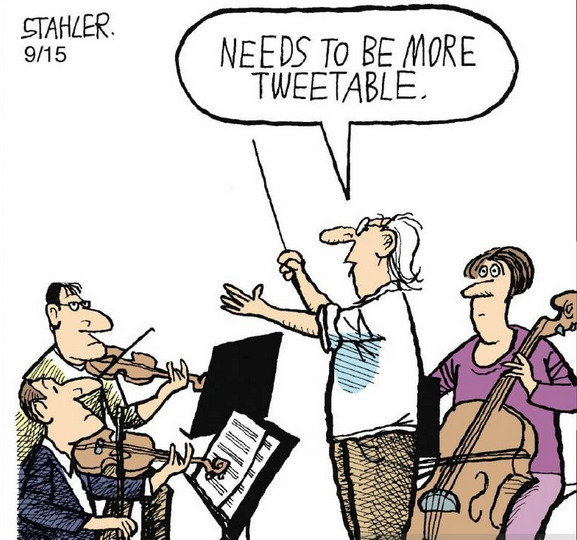 STAHLER.
9/15
NEEDS TO BE MORE
TWEETABLE.